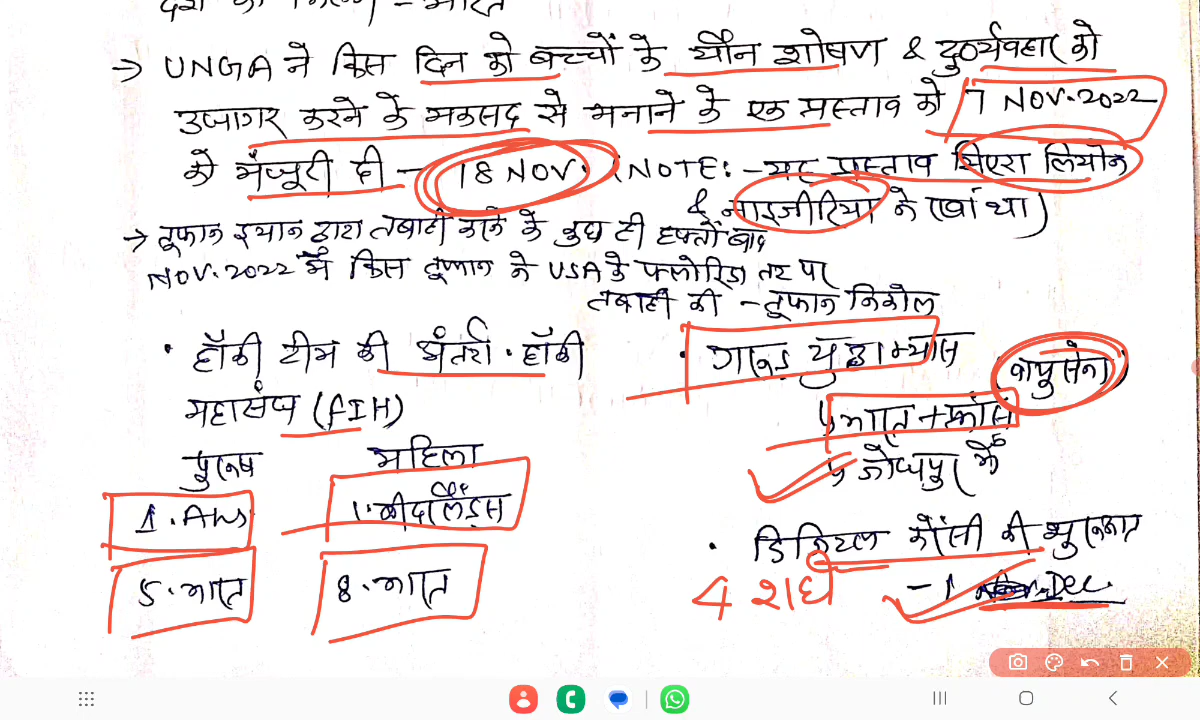 देश का
→ UNGA ने किस दिन को बच्चों के यौन शोषण & दुर्व्यवहार को
उजागर करने के मकसद से मनाने के एक प्रस्ताव को 7 NOV.2022
को मंजूरी दी - 18 NOV. (NOTE:- यह प्रस्ताव सिएरा लियोन
& नाइजीरिया ने रखा था)
→ तूफान इयान द्वारा तबाही करने के कुछ ही हफ्तों बाद
NOV.2022 में किस तूफान ने USA के फ्लोरिडा तट पर
तबाही की - तूफान निकोल
• हॉकी टीम की अंतर्रा. हॉकी
महासंघ (FIH)
पुरुष महिला
1. Aus 1. नीदरलैंड्स
5. भारत 8. भारत
• गरुड युद्धाभ्यास
(वायुसेना)
↳ भारत + फ्रांस
↳ जोधपुर में
• डिजिटल करेंसी की शुरुआत
- 1 Dec.
4 शहर